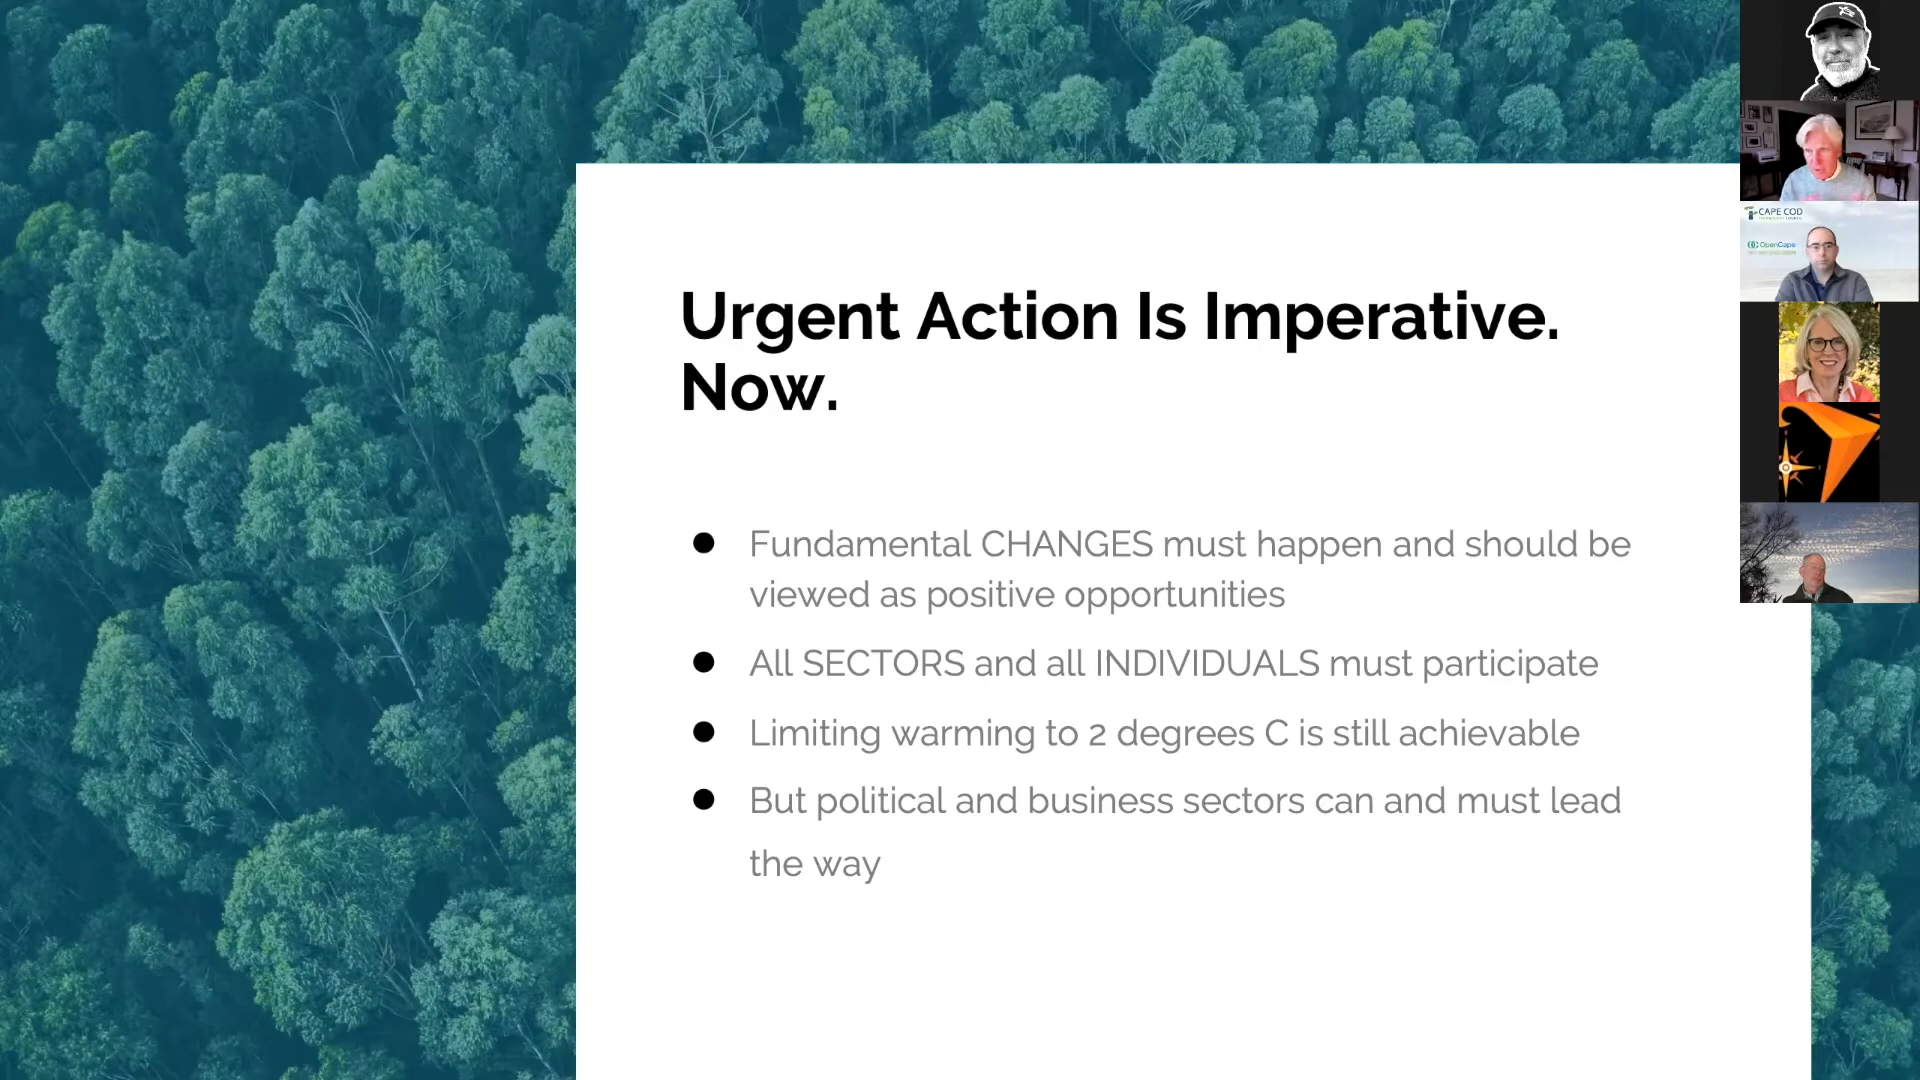 Urgent Action Is Imperative.
Now.
● Fundamental CHANGES must happen and should be
viewed as positive opportunities
● All SECTORS and all INDIVIDUALS must participate
● Limiting warming to 2 degrees C is still achievable
● But political and business sectors can and must lead
the way
CAPE COD
OpenCape